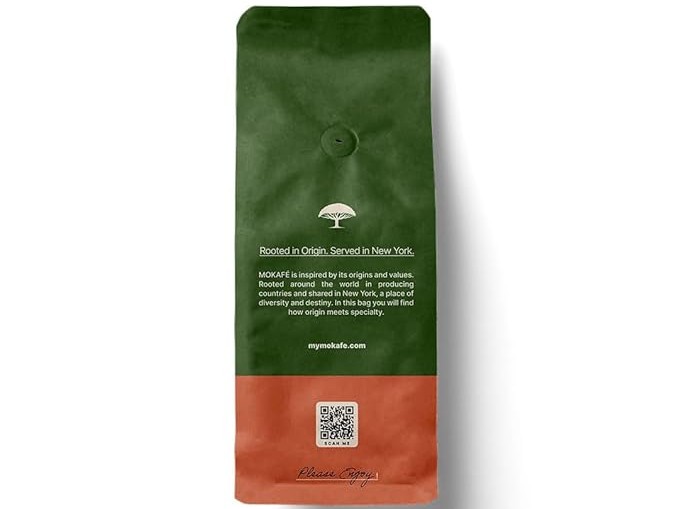 Rooted in Origin. Served in New York.
MOKAFÉ is inspired by its origins and values.
Rooted around the world in producing
countries and shared in New York, a place of
diversity and destiny. In this bag you will find
how origin meets specialty.
mymokafe.com
SCAN ME
Please Enjoy